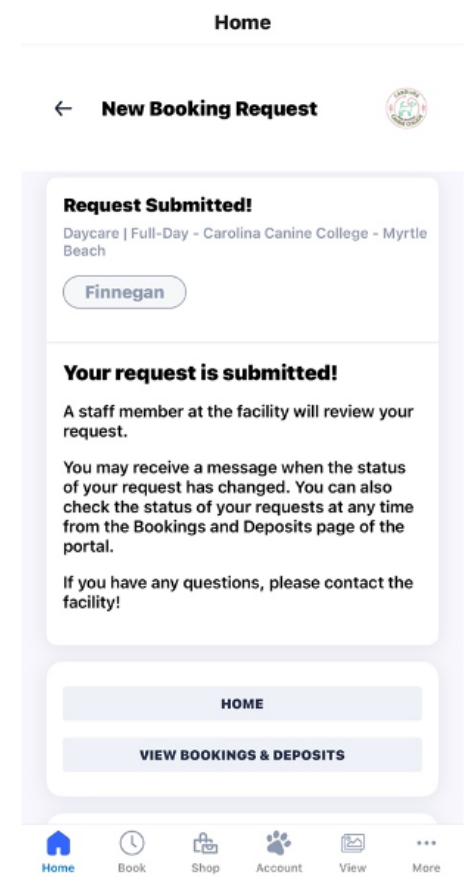 Home
New Booking Request
Request Submitted!
Daycare | Full-Day - Carolina Canine College - Myrtle
Beach
Finnegan
Your request is submitted!
A staff member at the facility will review your
request.
You may receive a message when the status
of your request has changed. You can also
check the status of your requests at any time
from the Bookings and Deposits page of the
portal.
If you have any questions, please contact the
facility!
HOME
VIEW BOOKINGS & DEPOSITS
Home Book Shop Account View More